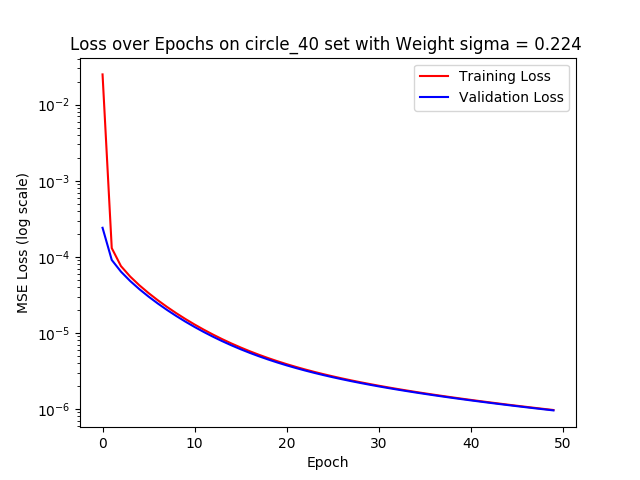 Loss over Epochs on circle_40 set with Weight sigma = 0.224
Training Loss
Validation Loss
MSE Loss (log scale)
10⁻²
10⁻³
10⁻⁴
10⁻⁵
10⁻⁶
0 10 20 30 40 50
Epoch